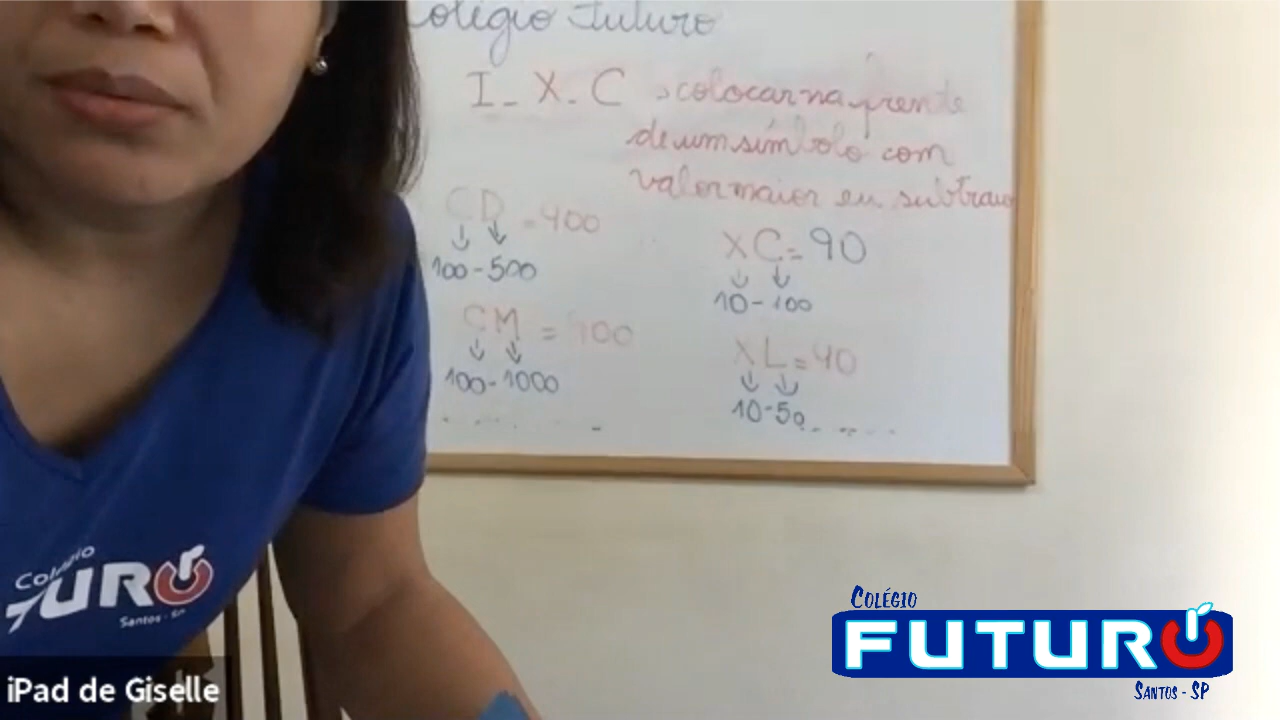 Colégio Futuro
I - X - C → colocar na frente
de um símbolo com
valor maior eu subtraio
CD = 400
100 - 500
XC = 90
10 - 100
CM = 900
100 - 1000
XL = 40
10 - 50
Colégio
TURO
Santos - SP
iPad de Giselle
COLÉGIO
FUTURO
SANTOS - SP